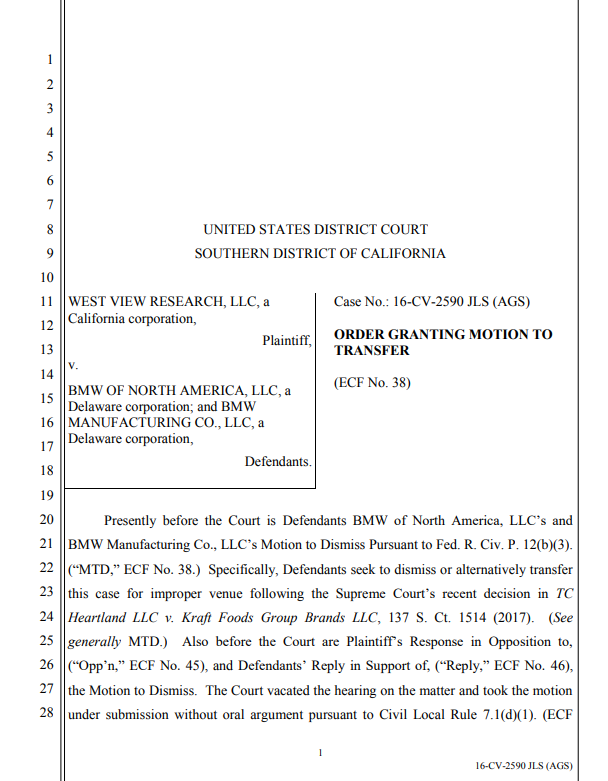 1
2
3
4
5
6
7
8 UNITED STATES DISTRICT COURT
9 SOUTHERN DISTRICT OF CALIFORNIA
10
11 WEST VIEW RESEARCH, LLC, a
12 California corporation,
Plaintiff,
13
14 v.
BMW OF NORTH AMERICA, LLC, a
15 Delaware corporation; and BMW
16 MANUFACTURING CO., LLC, a
17 Delaware corporation,
18 Defendants.
19
Case No.: 16-CV-2590 JLS (AGS)
ORDER GRANTING MOTION TO
TRANSFER
(ECF No. 38)
20 Presently before the Court is Defendants BMW of North America, LLC’s and
21 BMW Manufacturing Co., LLC’s Motion to Dismiss Pursuant to Fed. R. Civ. P. 12(b)(3).
22 (“MTD,” ECF No. 38.) Specifically, Defendants seek to dismiss or alternatively transfer
23 this case for improper venue following the Supreme Court’s recent decision in TC
24 Heartland LLC v. Kraft Foods Group Brands LLC, 137 S. Ct. 1514 (2017). (See
25 generally MTD.) Also before the Court are Plaintiff’s Response in Opposition to,
26 (“Opp’n,” ECF No. 45), and Defendants’ Reply in Support of, (“Reply,” ECF No. 46),
27 the Motion to Dismiss. The Court vacated the hearing on the matter and took the motion
28 under submission without oral argument pursuant to Civil Local Rule 7.1(d)(1). (ECF
1
16-CV-2590 JLS (AGS)